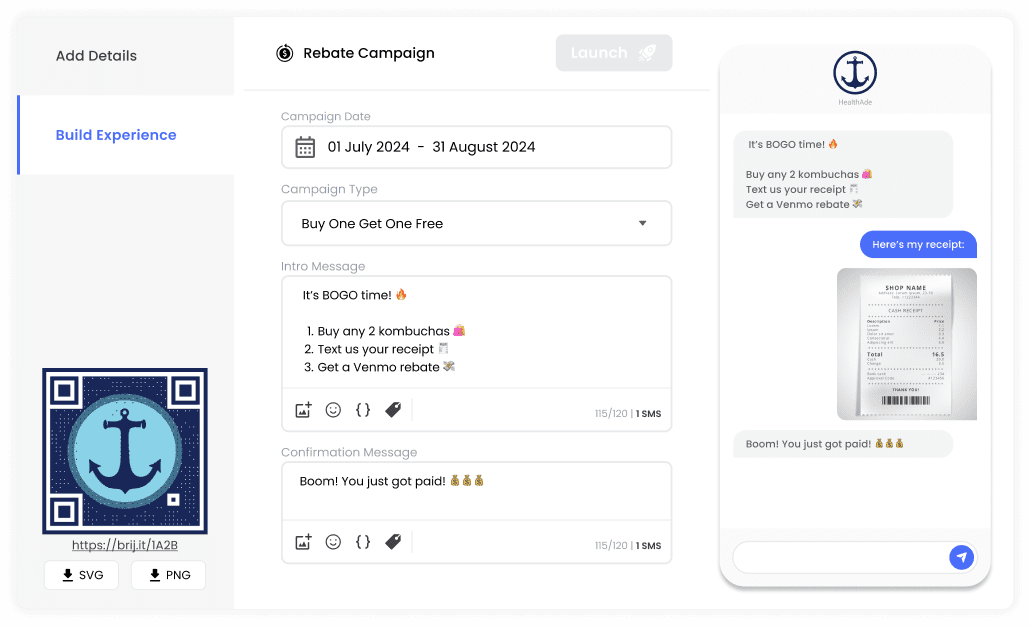 Add Details
Build Experience
https://brij.it/1A2B
SVG
PNG
Rebate Campaign
Launch 🚀
Campaign Date
01 July 2024 - 31 August 2024
Campaign Type
Buy One Get One Free
Intro Message
It's BOGO time! 🔥
1. Buy any 2 kombuchas 🛍️
2. Text us your receipt 🧾
3. Get a Venmo rebate 💸
115/120 | 1 SMS
Confirmation Message
Boom! You just got paid! 💰💰💰
115/120 | 1 SMS
HealthAde
It's BOGO time! 🔥
Buy any 2 kombuchas 🛍️
Text us your receipt 🧾
Get a Venmo rebate 💸
Here's my receipt:
SHOP NAME
CASH RECEIPT
Description
Total 16.5
THANK YOU!
Boom! You just got paid! 💰💰💰